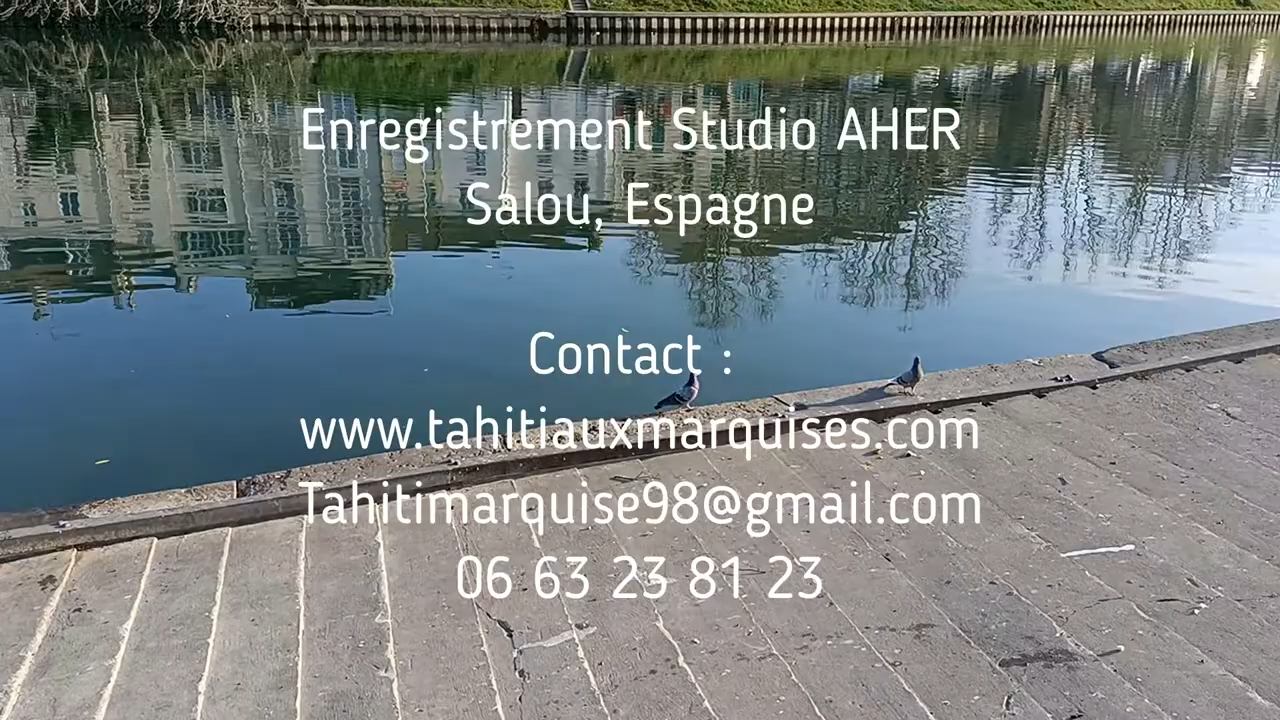 Enregistrement Studio AHER
Salou, Espagne
Contact :
www.tahitiauxmarquises.com
Tahitimarquise98@gmail.com
06 63 23 81 23